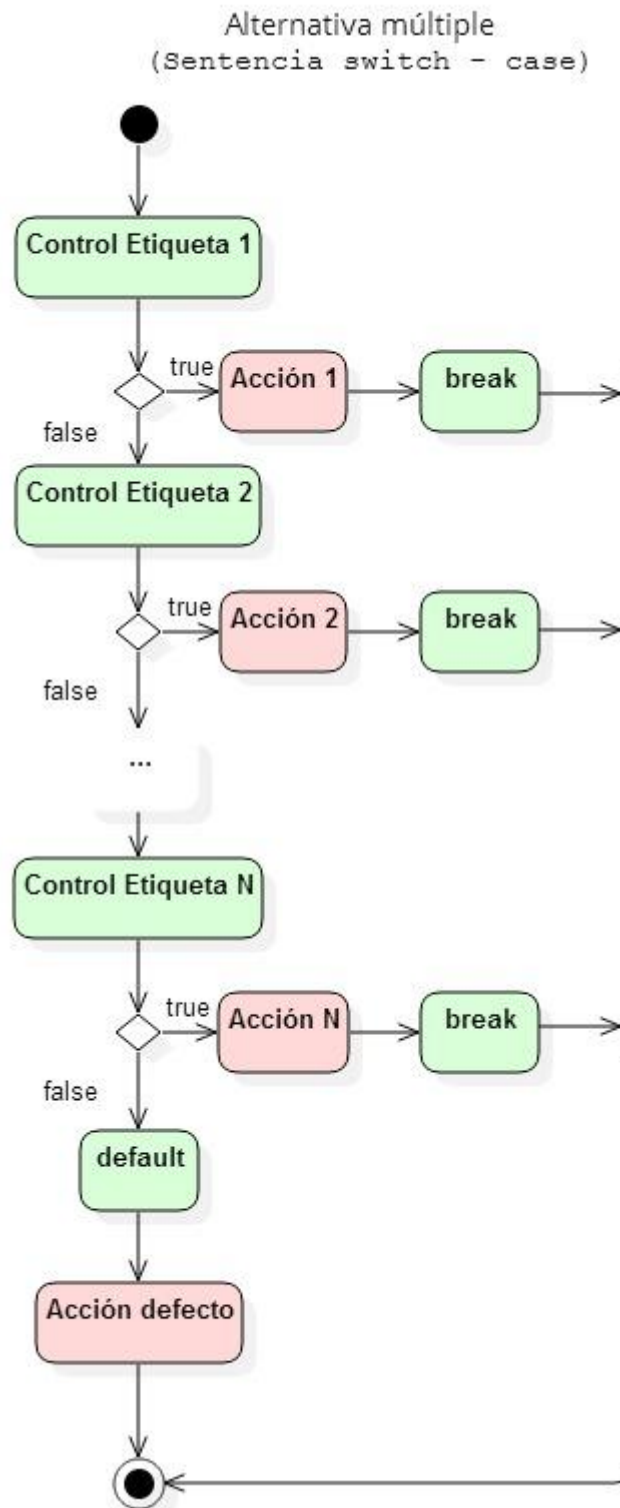 Alternativa múltiple
(Sentencia switch - case)
Control Etiqueta 1
true
Acción 1
break
false
Control Etiqueta 2
true
Acción 2
break
false
...
Control Etiqueta N
true
Acción N
break
false
default
Acción defecto